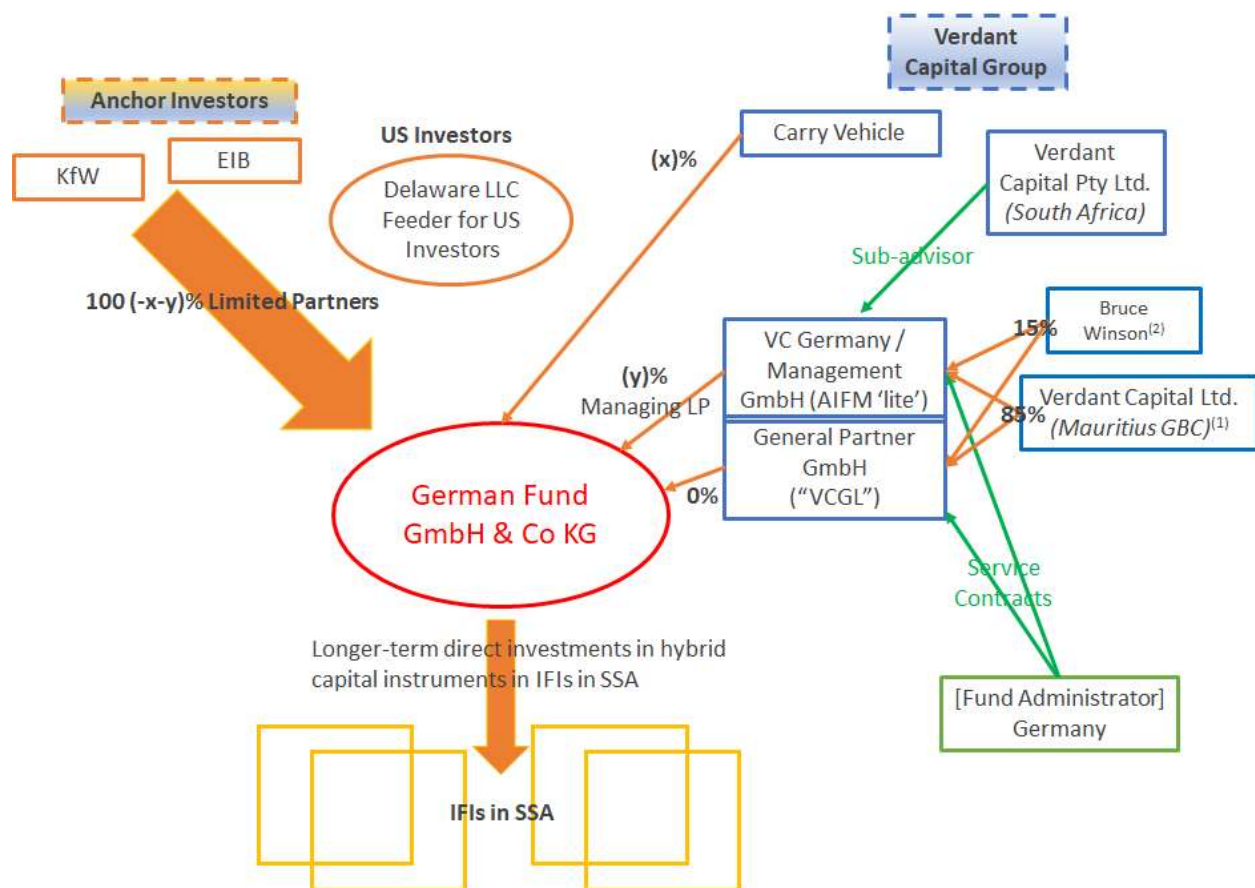 Verdant
Capital Group
Anchor Investors
KfW
EIB
US Investors
Delaware LLC
Feeder for US
Investors
Carry Vehicle
(x)%
Verdant
Capital Pty Ltd.
(South Africa)
Sub-advisor
100 (-x-y)% Limited Partners
Bruce
Winson(2)
15%
VC Germany /
Management
GmbH (AIFM 'lite')
(y)%
Managing LP
Verdant Capital Ltd.
(Mauritius GBC)(1)
85%
General Partner
GmbH
("VCGL")
0%
German Fund
GmbH & Co KG
Service
Contracts
Longer-term direct investments in hybrid
capital instruments in IFIs in SSA
[Fund Administrator]
Germany
IFIs in SSA